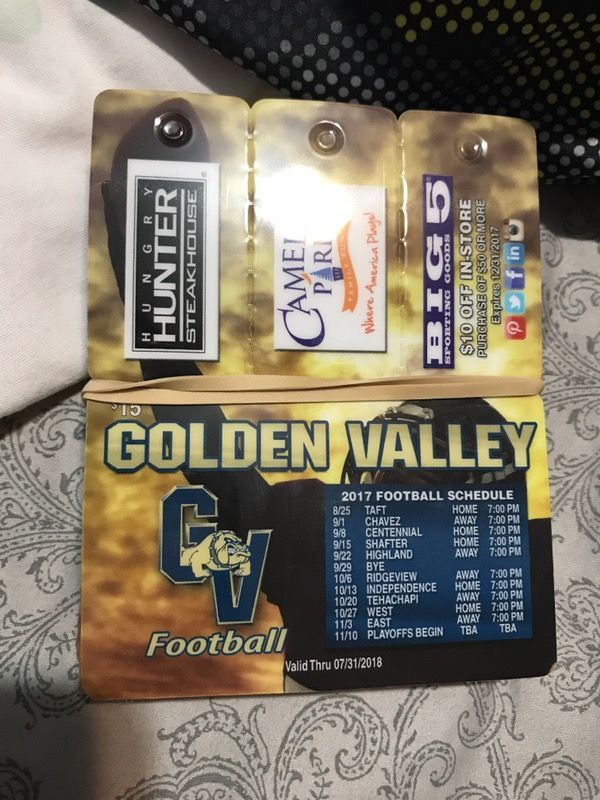 HUNGRY
HUNTER
STEAKHOUSE
CAMEL
PAR
Where America Plays!
BIG 5
SPORTING GOODS
$10 OFF IN-STORE
PURCHASE OF $50 OR MORE
Expires 12/31/2017
$15
GOLDEN VALLEY
GV
Football
2017 FOOTBALL SCHEDULE
8/25 TAFT HOME 7:00 PM
9/1 CHAVEZ AWAY 7:00 PM
9/8 CENTENNIAL HOME 7:00 PM
9/15 SHAFTER HOME 7:00 PM
9/22 HIGHLAND AWAY 7:00 PM
9/29 BYE
10/6 RIDGEVIEW AWAY 7:00 PM
10/13 INDEPENDENCE HOME 7:00 PM
10/20 TEHACHAPI AWAY 7:00 PM
10/27 WEST HOME 7:00 PM
11/3 EAST AWAY 7:00 PM
11/10 PLAYOFFS BEGIN TBA TBA
Valid Thru 07/31/2018